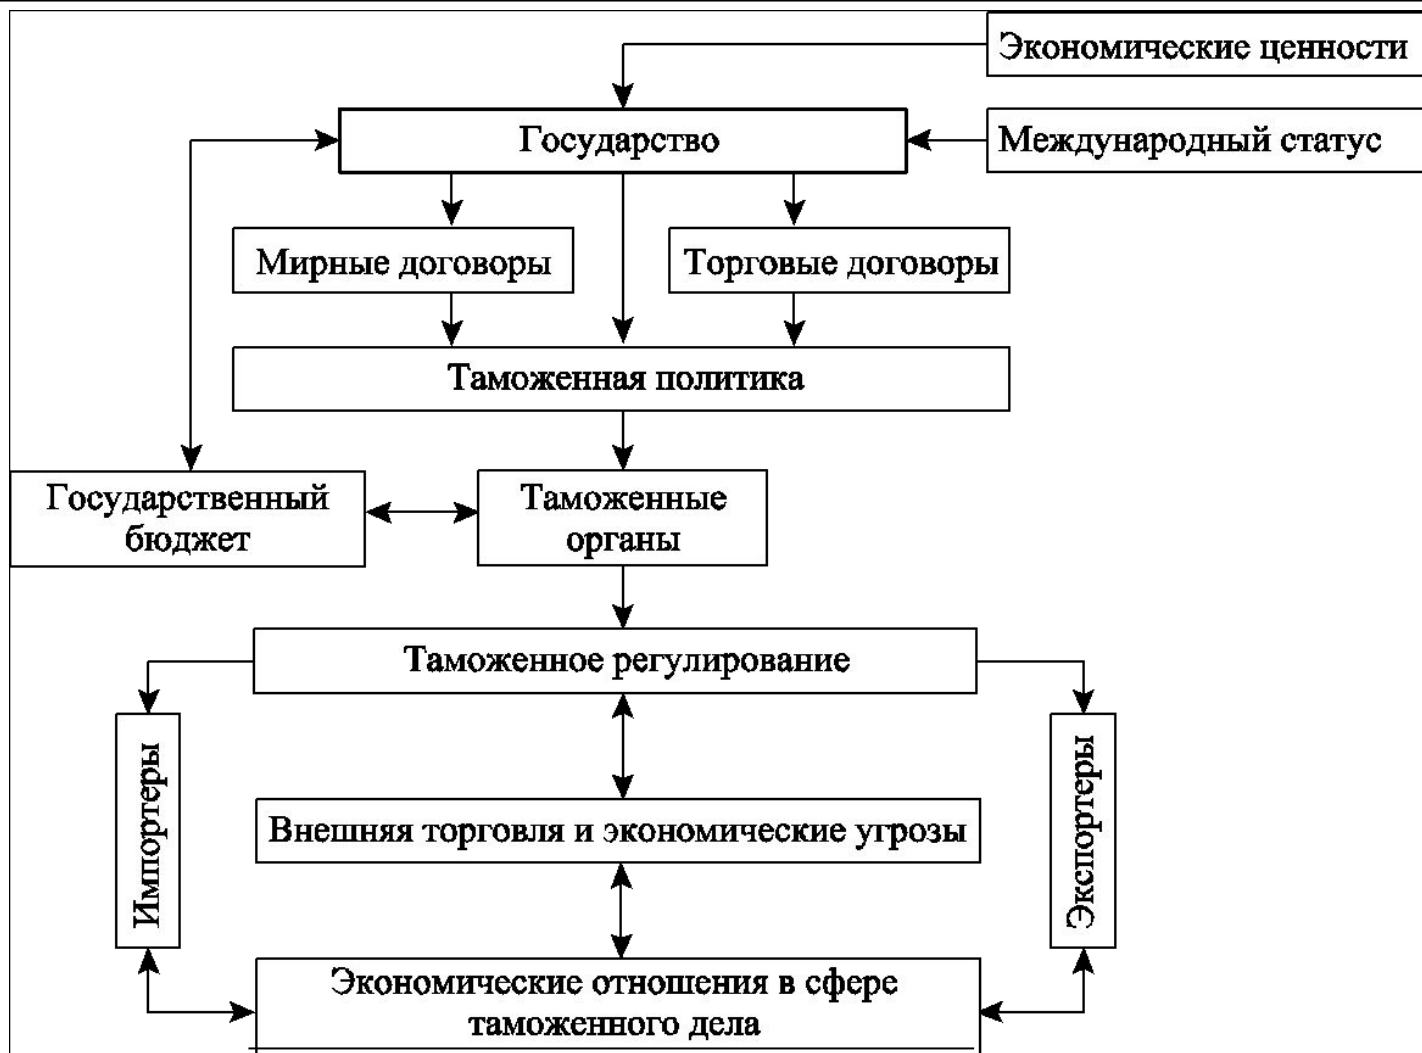 Экономические ценности
Государство
Международный статус
Мирные договоры
Торговые договоры
Таможенная политика
Государственный
бюджет
Таможенные
органы
Таможенное регулирование
Импортеры
Экспортеры
Внешняя торговля и экономические угрозы
Экономические отношения в сфере
таможенного дела